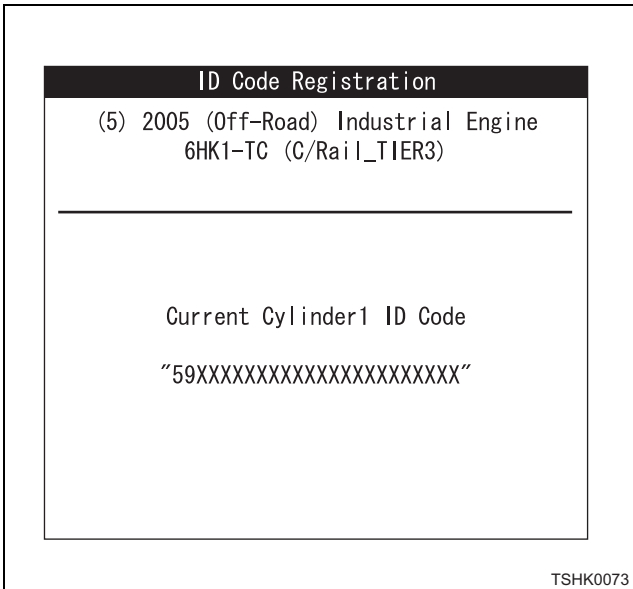 ID Code Registration
(5) 2005 (Off-Road) Industrial Engine
6HK1-TC (C/Rail_TIER3)
Current Cylinder1 ID Code
"59XXXXXXXXXXXXXXXXXXXXXX"
TSHK0073